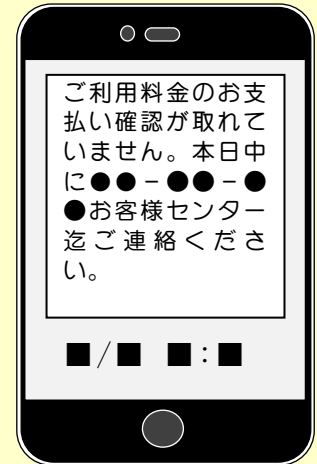 ご利用料金のお支
払い確認が取れて
いません。本日中
に●●－●●－●
●お客様センター
迄ご連絡くださ
い。
■/■ ■:■